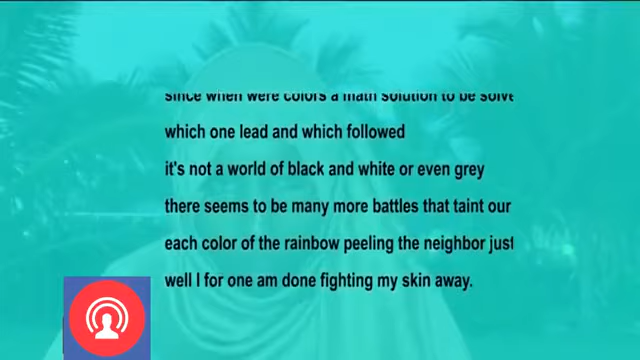 since when were colors a math solution to be solve
which one lead and which followed
it's not a world of black and white or even grey
there seems to be many more battles that taint our
each color of the rainbow peeling the neighbor just
well I for one am done fighting my skin away.